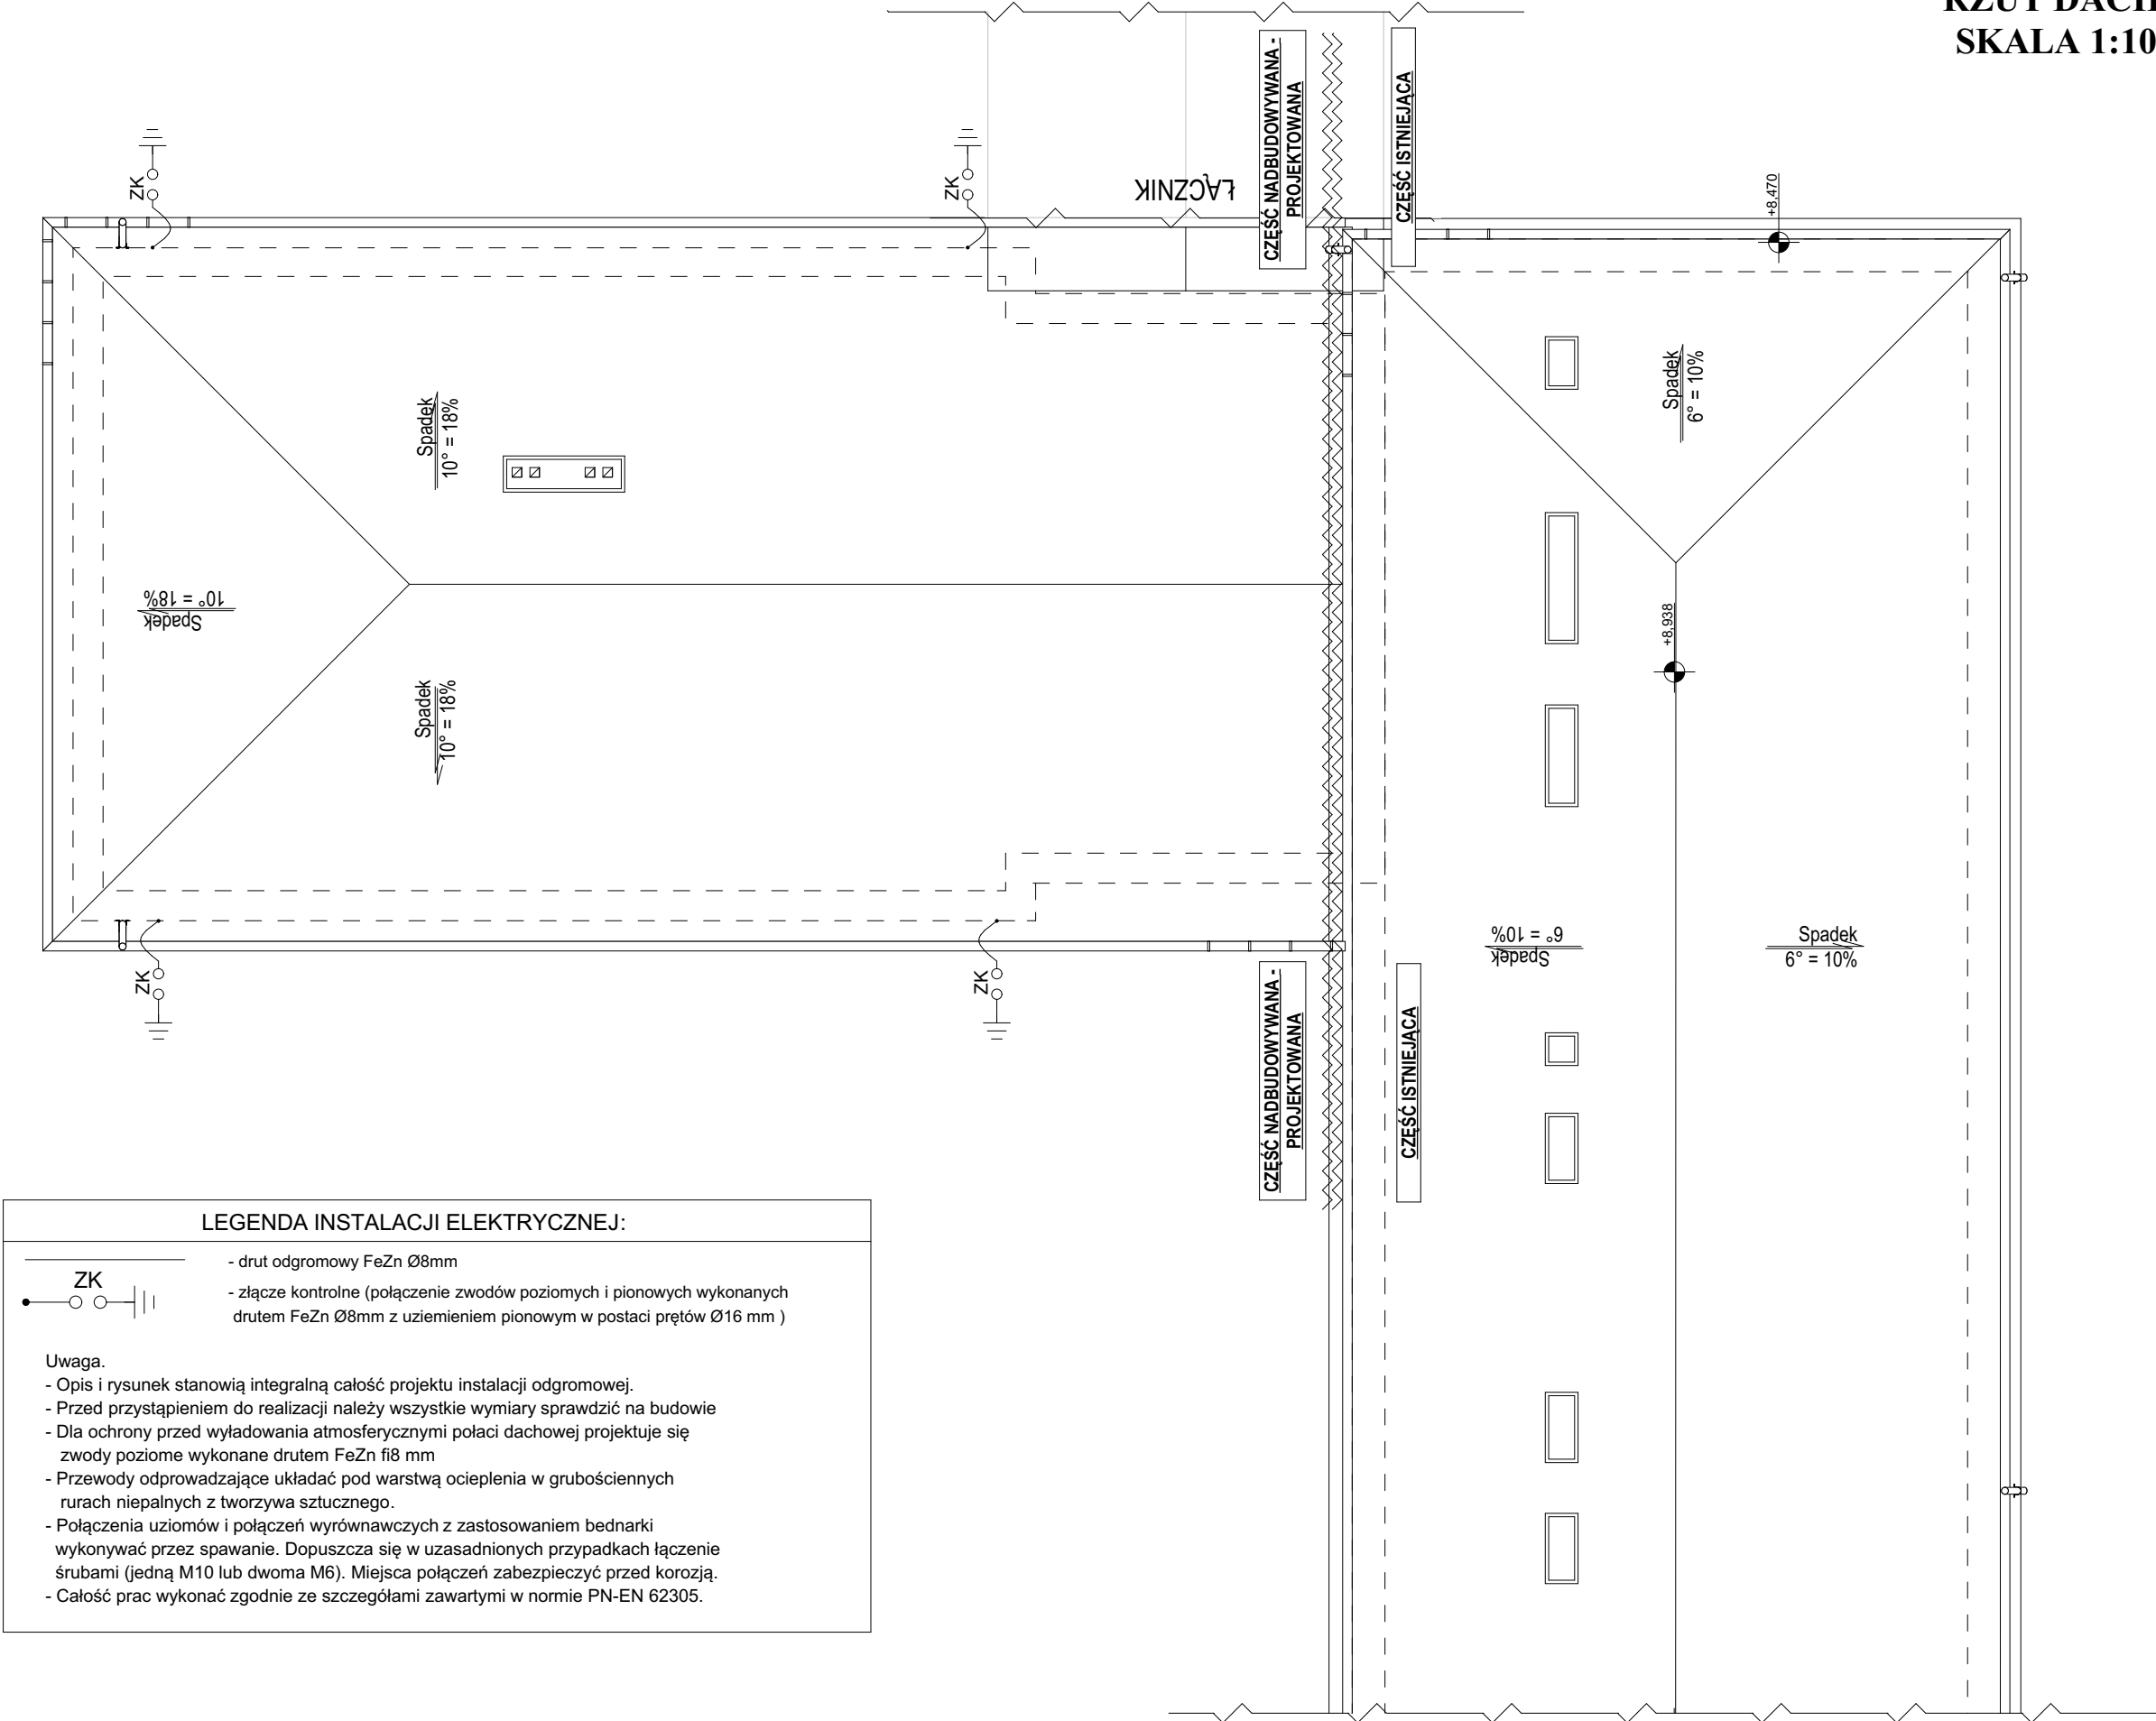 SKALA 1:10
CZĘŚĆ NADBUDOWYWANA -
PROJEKTOWANA
CZĘŚĆ ISTNIEJĄCA
ŁĄCZNIK
ZK
ZK
+8,470
Spadek
10° = 18%
Spadek
6° = 10%
Spadek
10° = 18%
+8,938
Spadek
10° = 18%
Spadek
6° = 10%
Spadek
6° = 10%
ZK
ZK
CZĘŚĆ NADBUDOWYWANA -
PROJEKTOWANA
CZĘŚĆ ISTNIEJĄCA
LEGENDA INSTALACJI ELEKTRYCZNEJ:
- drut odgromowy FeZn Ø8mm
ZK
- złącze kontrolne (połączenie zwodów poziomych i pionowych wykonanych
drutem FeZn Ø8mm z uziemieniem pionowym w postaci prętów Ø16 mm )
Uwaga.
- Opis i rysunek stanowią integralną całość projektu instalacji odgromowej.
- Przed przystąpieniem do realizacji należy wszystkie wymiary sprawdzić na budowie
- Dla ochrony przed wyładowania atmosferycznymi połaci dachowej projektuje się
zwody poziome wykonane drutem FeZn fi8 mm
- Przewody odprowadzające układać pod warstwą ocieplenia w grubościennych
rurach niepalnych z tworzywa sztucznego.
- Połączenia uziomów i połączeń wyrównawczych z zastosowaniem bednarki
wykonywać przez spawanie. Dopuszcza się w uzasadnionych przypadkach łączenie
śrubami (jedną M10 lub dwoma M6). Miejsca połączeń zabezpieczyć przed korozją.
- Całość prac wykonać zgodnie ze szczegółami zawartymi w normie PN-EN 62305.